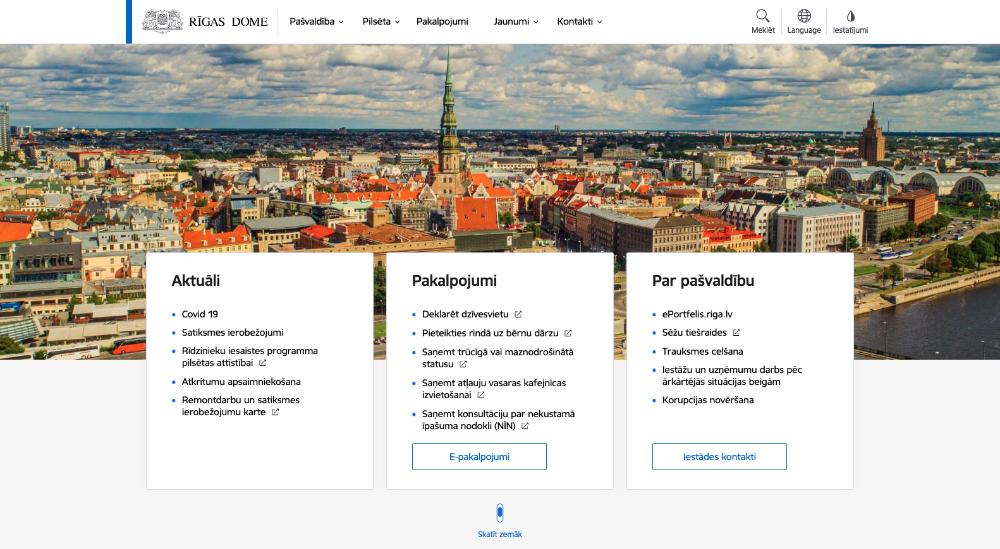 RĪGAS DOME
Pašvaldība
Pilsēta
Pakalpojumi
Jaunumi
Kontakti
Meklēt
Language
Iestatījumi
Aktuāli
Covid 19
Satiksmes ierobežojumi
Rīdzinieku iesaistes programma
pilsētas attīstībai
Atkritumu apsaimniekošana
Remontdarbu un satiksmes
ierobežojumu karte
Pakalpojumi
Deklarēt dzīvesvietu
Pieteikties rindā uz bērnu dārzu
Saņemt trūcīgā vai maznodrošinātā
statusu
Saņemt atļauju vasaras kafejnīcas
izvietošanai
Saņemt konsultāciju par nekustamā
īpašuma nodokli (NĪN)
E-pakalpojumi
Par pašvaldību
ePortfelis.riga.lv
Sēžu tiešraides
Trauksmes celšana
Iestāžu un uzņēmumu darbs pēc
ārkārtējās situācijas beigām
Korupcijas novēršana
Iestādes kontakti
Skatīt zemāk